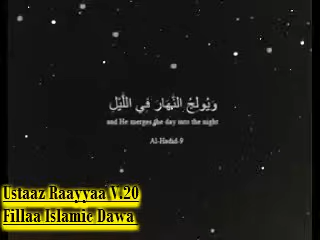 وَيُولِجُ النَّهَارَ فِي اللَّيْلِ
and He merges the day into the night
Al-Hadid-9
Ustaaz Raayyaa V.20
Fillaa Islamic Dawa